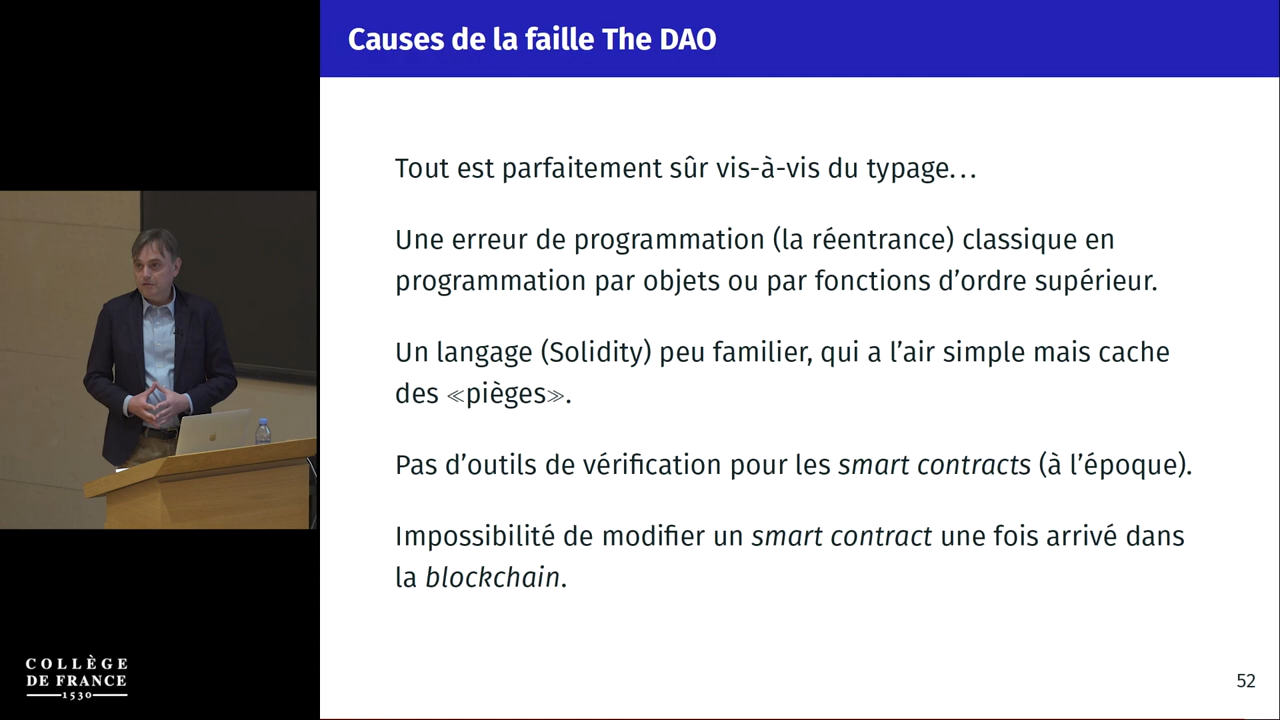 Causes de la faille The DAO
Tout est parfaitement sûr vis-à-vis du typage…
Une erreur de programmation (la réentrance) classique en
programmation par objets ou par fonctions d’ordre supérieur.
Un langage (Solidity) peu familier, qui a l’air simple mais cache
des «pièges».
Pas d’outils de vérification pour les smart contracts (à l’époque).
Impossibilité de modifier un smart contract une fois arrivé dans
la blockchain.
COLLÈGE
DE FRANCE
1530
52